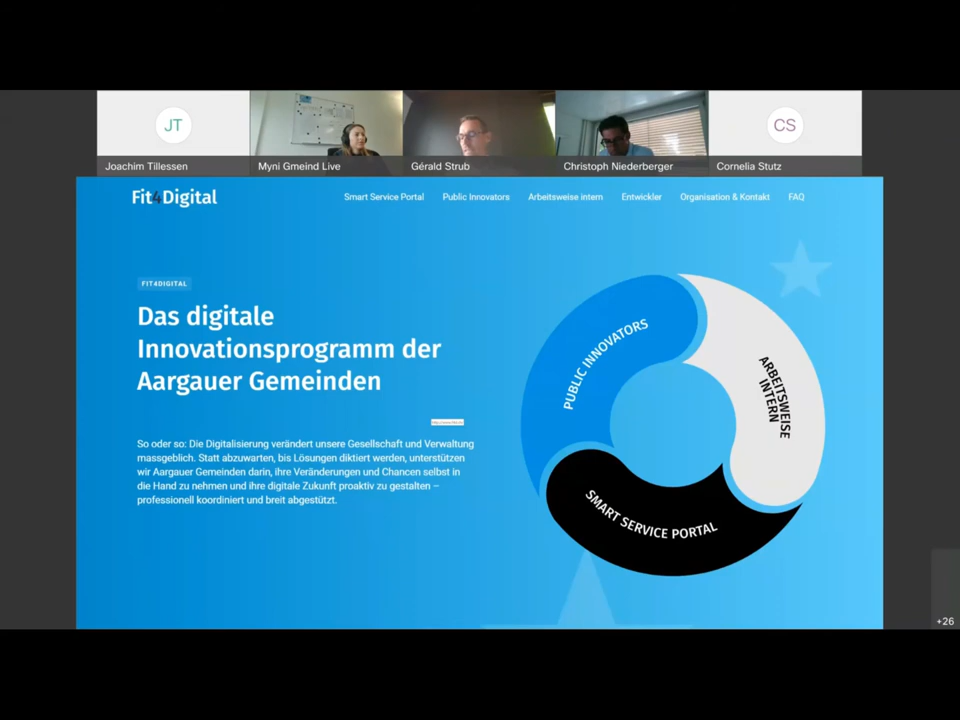 JT
CS
Joachim Tillessen
Myni Gmeind Live
Gérald Strub
Christoph Niederberger
Cornelia Stutz
Fit4Digital
Smart Service Portal
Public Innovators
Arbeitsweise intern
Entwickler
Organisation & Kontakt
FAQ
FIT4DIGITAL
Das digitale
Innovationsprogramm der
Aargauer Gemeinden
So oder so: Die Digitalisierung verändert unsere Gesellschaft und Verwaltung
massgeblich. Statt abzuwarten, bis Lösungen diktiert werden, unterstützen
wir Aargauer Gemeinden darin, ihre Veränderungen und Chancen selbst in
die Hand zu nehmen und ihre digitale Zukunft proaktiv zu gestalten –
professionell koordiniert und breit abgestützt.
PUBLIC INNOVATORS
ARBEITSWEISE
INTERN
SMART SERVICE PORTAL
+26